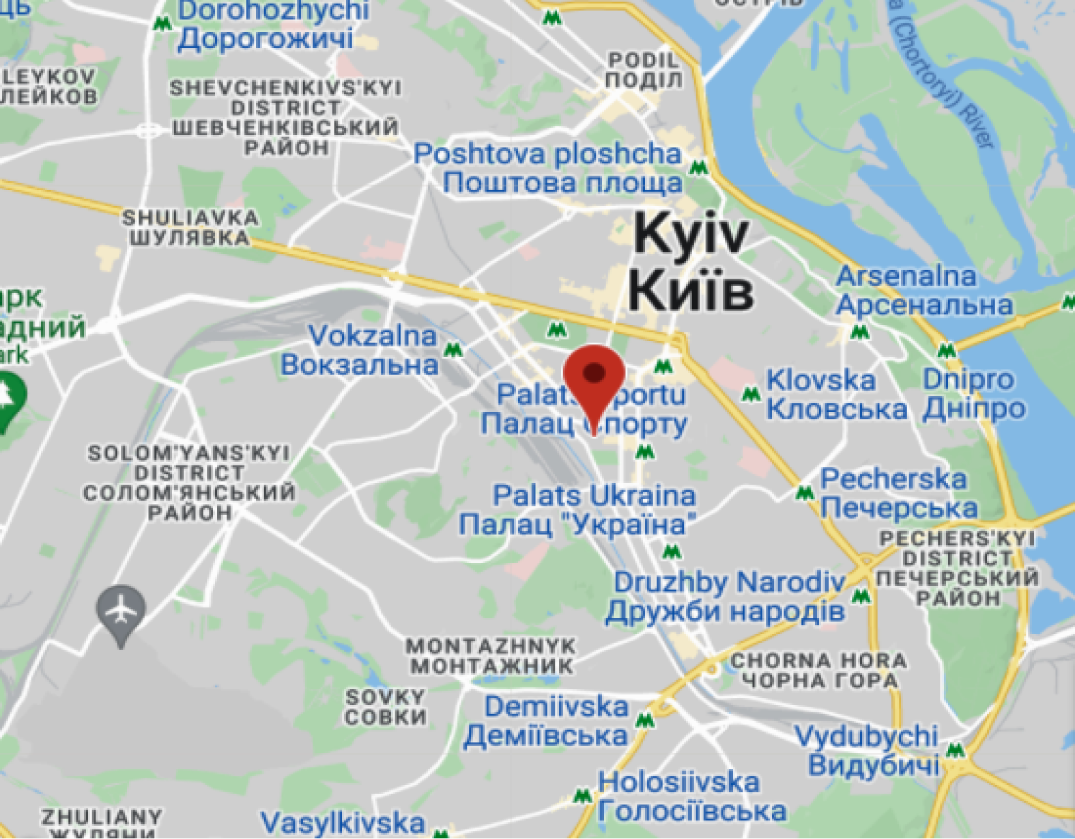 Dorohozhychi
Дорогожичі
PODIL
ПОДІЛ
SHEVCHENKIVS'KYI
DISTRICT
ШЕВЧЕНКІВСЬКИЙ
РАЙОН
LEYKOV
ЛЕЙКОВ
(Chortoryi) River
Poshtova ploshcha
Поштова площа
SHULIAVKA
ШУЛЯВКА
Kyiv
Київ
Arsenalna
Арсенальна
арк
адний
ark
Vokzalna
Вокзальна
Klovska
Кловська
Dnipro
Дніпро
Palats Sportu
Палац Спорту
SOLOM'YANS'KYI
DISTRICT
СОЛОМ'ЯНСЬКИЙ
РАЙОН
Palats Ukraina
Палац "Україна"
Pecherska
Печерська
PECHERS'KYI
DISTRICT
ПЕЧЕРСЬКИЙ
РАЙОН
Druzhby Narodiv
Дружби народів
MONTAZHNYK
МОНТАЖНИК
CHORNA HORA
ЧОРНА ГОРА
SOVKY
СОВКИ
Demiivska
Деміївська
Vydubychi
Видубичі
Holosiivska
Голосіївська
ZHULIANY
ЖУЛЯНИ
Vasylkivska